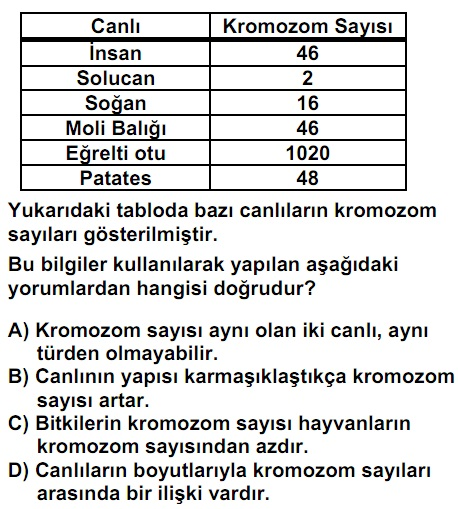 Canlı Kromozom Sayısı
İnsan 46
Solucan 2
Soğan 16
Moli Balığı 46
Eğrelti otu 1020
Patates 48
Yukarıdaki tabloda bazı canlıların kromozom
sayıları gösterilmiştir.
Bu bilgiler kullanılarak yapılan aşağıdaki
yorumlardan hangisi doğrudur?
A) Kromozom sayısı aynı olan iki canlı, aynı
türden olmayabilir.
B) Canlının yapısı karmaşıklaştıkça kromozom
sayısı artar.
C) Bitkilerin kromozom sayısı hayvanların
kromozom sayısından azdır.
D) Canlıların boyutlarıyla kromozom sayıları
arasında bir ilişki vardır.